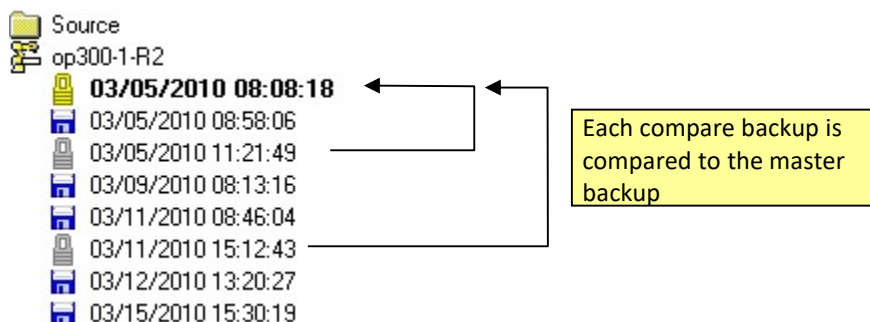 Source
op300-1-R2
03/05/2010 08:08:18
03/05/2010 08:58:06
03/05/2010 11:21:49
03/09/2010 08:13:16
03/11/2010 08:46:04
03/11/2010 15:12:43
03/12/2010 13:20:27
03/15/2010 15:30:19
Each compare backup is
compared to the master
backup